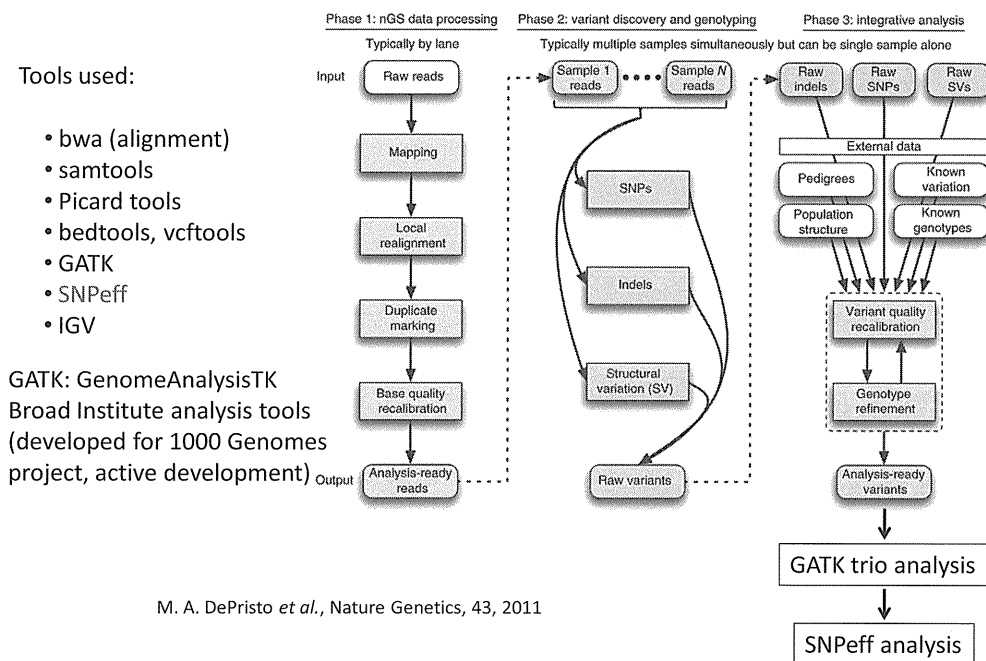 Tools used:
• bwa (alignment)
• samtools
• Picard tools
• bedtools, vcftools
• GATK
• SNPeff
• IGV
GATK: GenomeAnalysisTK
Broad Institute analysis tools
(developed for 1000 Genomes
project, active development)
Phase 1: nGS data processing
Typically by lane
Input
Raw reads
Mapping
Local
realignment
Duplicate
marking
Base quality
recalibration
Output
Analysis-ready
reads
Phase 2: variant discovery and genotyping
Typically multiple samples simultaneously but can be single sample alone
Sample 1
reads
Sample N
reads
SNPs
Indels
Structural
variation (SV)
Raw variants
Phase 3: integrative analysis
Raw
indels
Raw
SNPs
Raw
SVs
External data
Pedigrees
Known
variation
Population
structure
Known
genotypes
Variant quality
recalibration
Genotype
refinement
Analysis-ready
variants
GATK trio analysis
SNPeff analysis
M. A. DePristo et al., Nature Genetics, 43, 2011